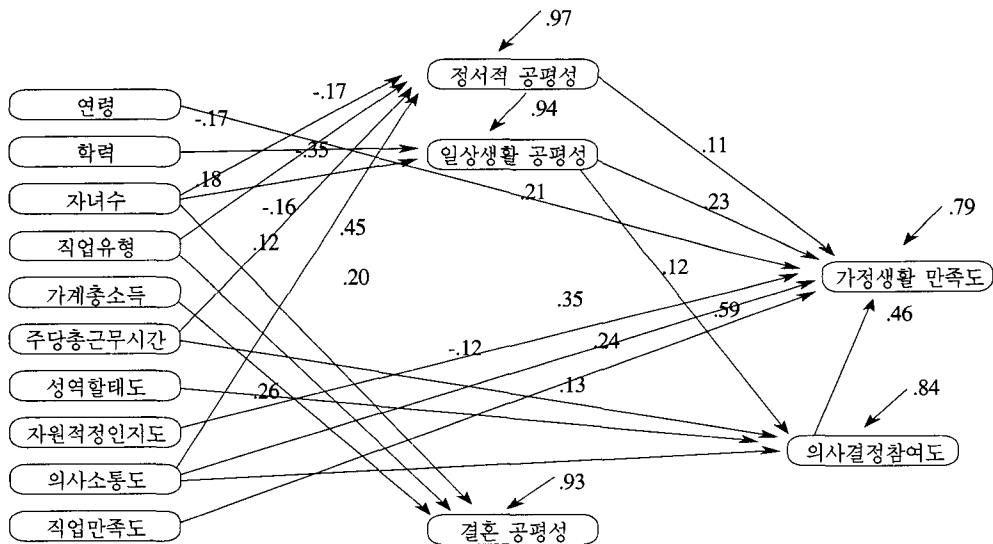 .97
정서적 공평성
연령
-.17
-.17
.94
.11
학력
-.35
일상생활 공평성
.18
자녀수
-.16
.21
.23
.79
직업유형
.12
.45
.12
가정생활 만족도
가계총소득
.20
.35
.59
.46
주당총근무시간
-.12
.24
성역할태도
.26
.13
.84
자원적정인지도
의사결정참여도
의사소통도
.93
직업만족도
결혼 공평성